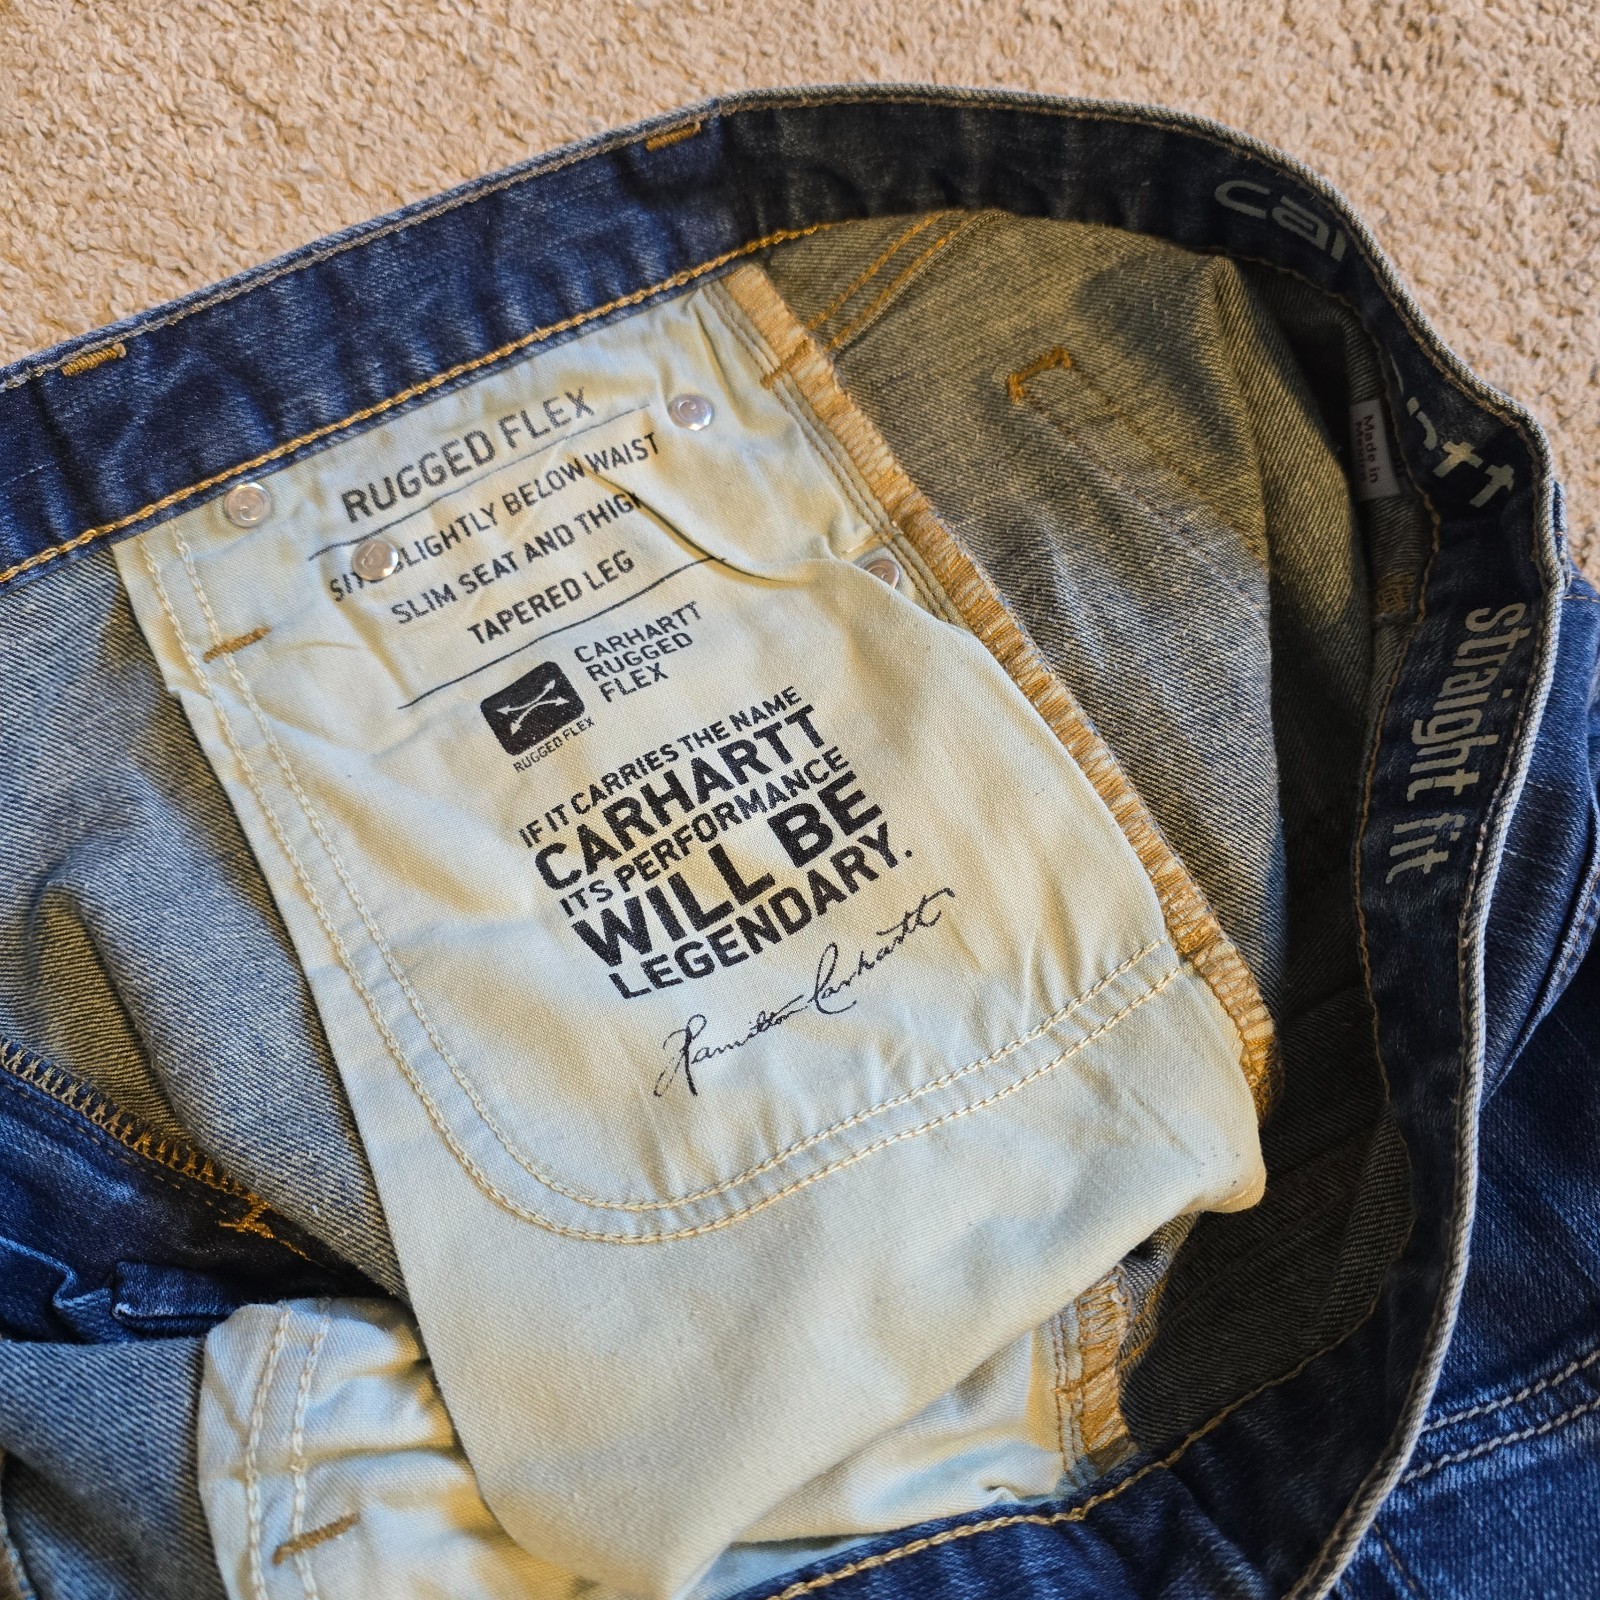 RUGGED FLEX
SLIGHTLY BELOW WAIST
SLIM SEAT AND THIGH
TAPERED LEG
CARHARTT
RUGGED
FLEX
RUGGED FLEX
IF IT CARRIES THE NAME
CARHARTT
ITS PERFORMANCE
WILL BE
LEGENDARY.
Hamilton Carhartt
Made in
straight fit